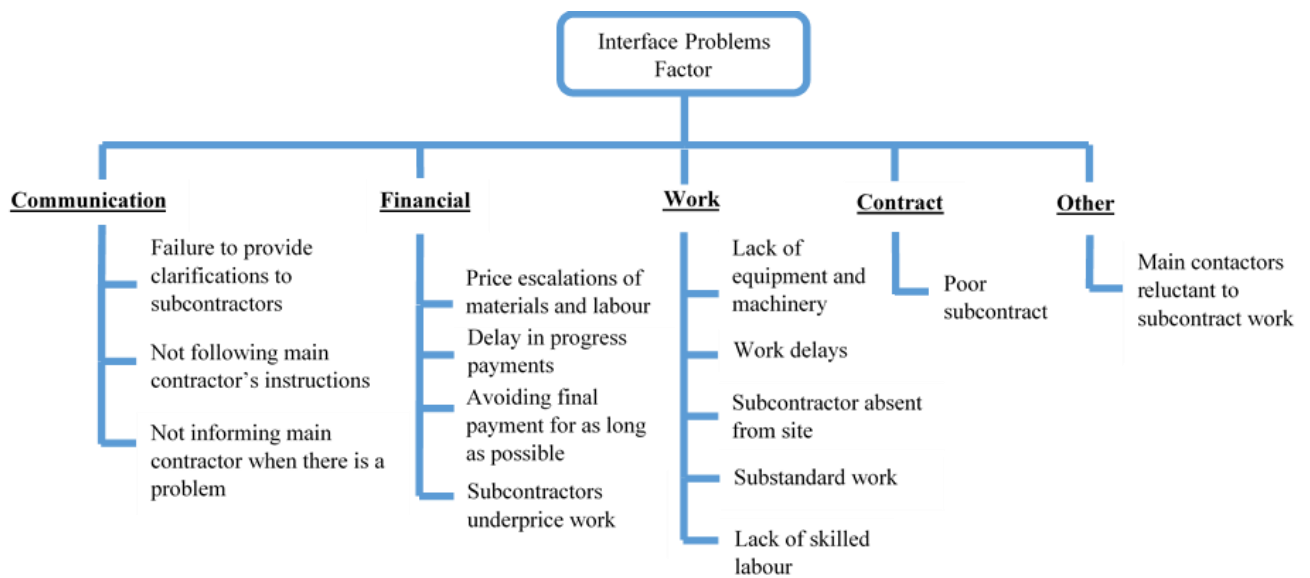 Interface Problems
Factor
Communication
Failure to provide
clarifications to
subcontractors
Not following main
contractor's instructions
Not informing main
contractor when there is a
problem
Financial
Price escalations of
materials and labour
Delay in progress
payments
Avoiding final
payment for as long
as possible
Subcontractors
underprice work
Work
Lack of
equipment and
machinery
Work delays
Subcontractor absent
from site
Substandard work
Lack of skilled
labour
Contract
Poor
subcontract
Other
Main contactors
reluctant to
subcontract work